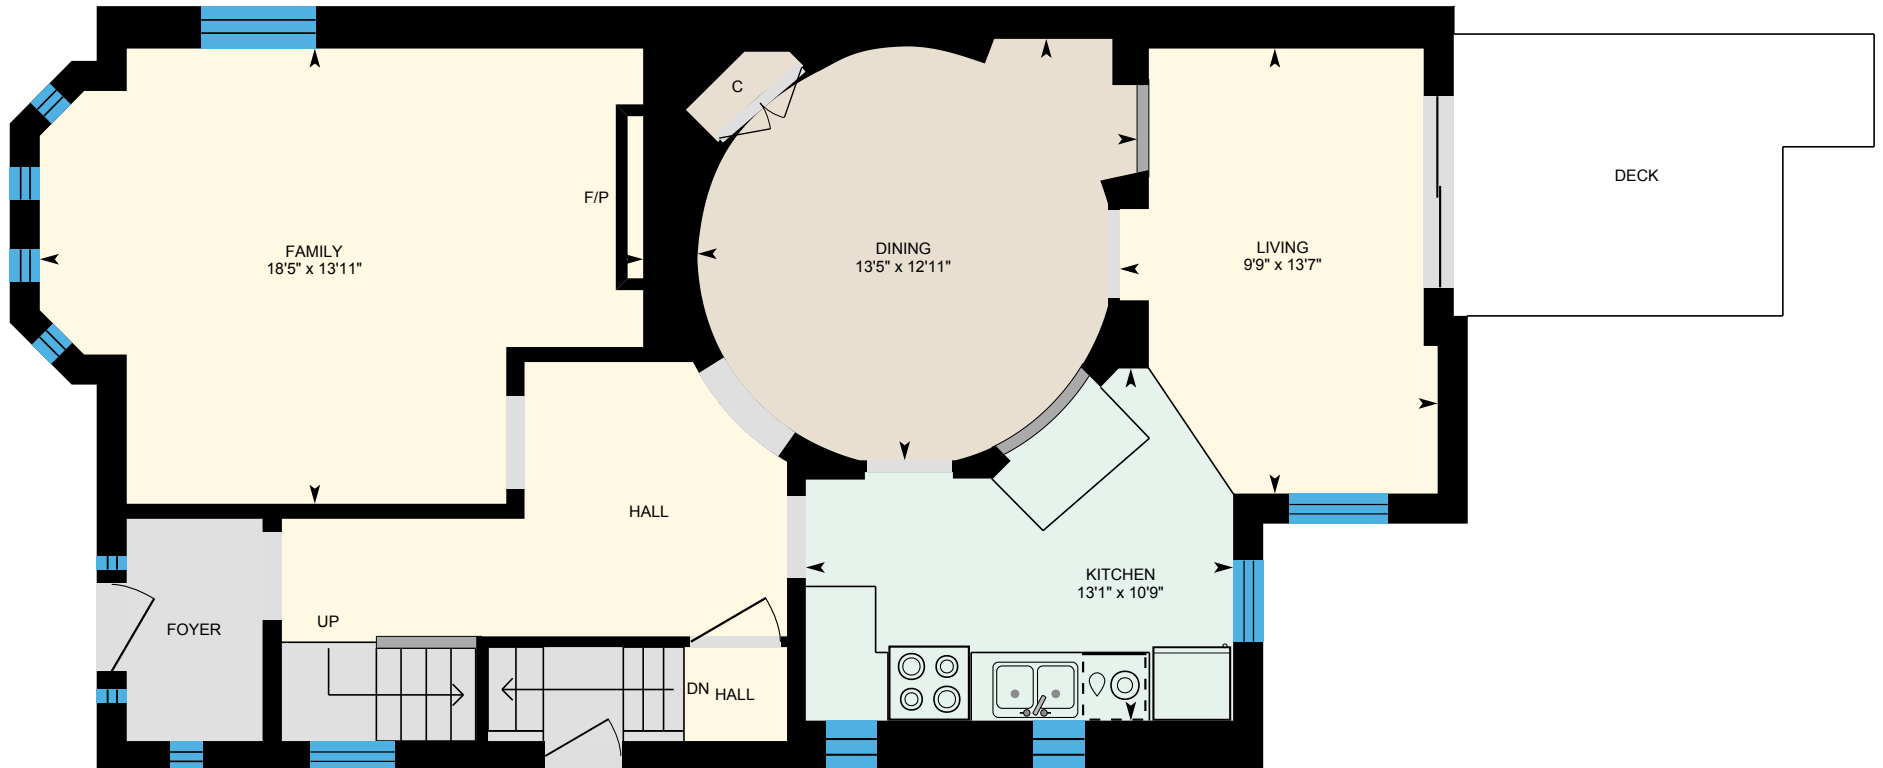 C
DECK
F/P
FAMILY
18'5" x 13'11"
DINING
13'5" x 12'11"
LIVING
9'9" x 13'7"
HALL
KITCHEN
13'1" x 10'9"
UP
FOYER
DN
HALL